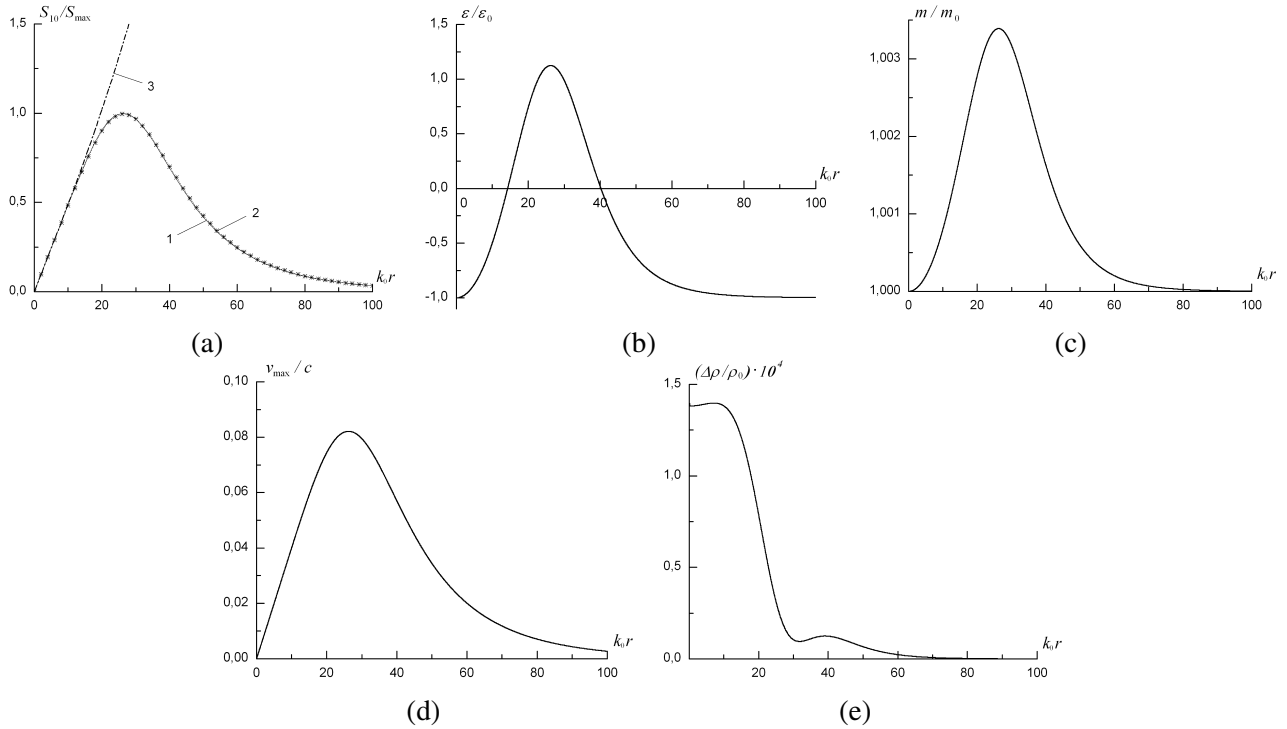 S₁₀/Sₘₐₓ
1,5
1,0
0,5
0,0
0 20 40 60 80 100
k₀r
1
2
3
(a)
ε/ε₀
1,5
1,0
0,5
0,0
-0,5
-1,0
0 20 40 60 80 100
k₀r
(b)
m/m₀
1,003
1,002
1,001
1,000
0 20 40 60 80 100
k₀r
(c)
vₘₐₓ/c
0,10
0,08
0,06
0,04
0,02
0,00
0 20 40 60 80 100
k₀r
(d)
(Δρ/ρ₀)·10⁴
1,5
1,0
0,5
0,0
20 40 60 80 100
k₀r
(e)